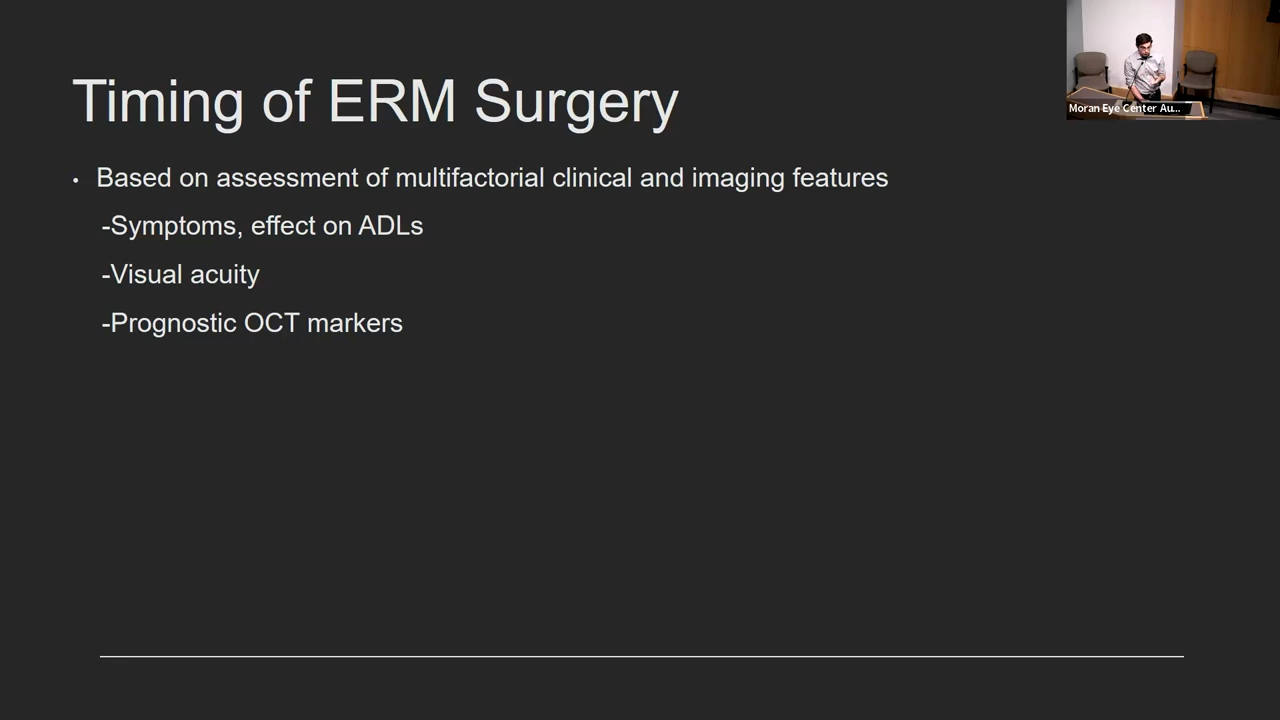 Timing of ERM Surgery
Moran Eye Center Au...
• Based on assessment of multifactorial clinical and imaging features
-Symptoms, effect on ADLs
-Visual acuity
-Prognostic OCT markers